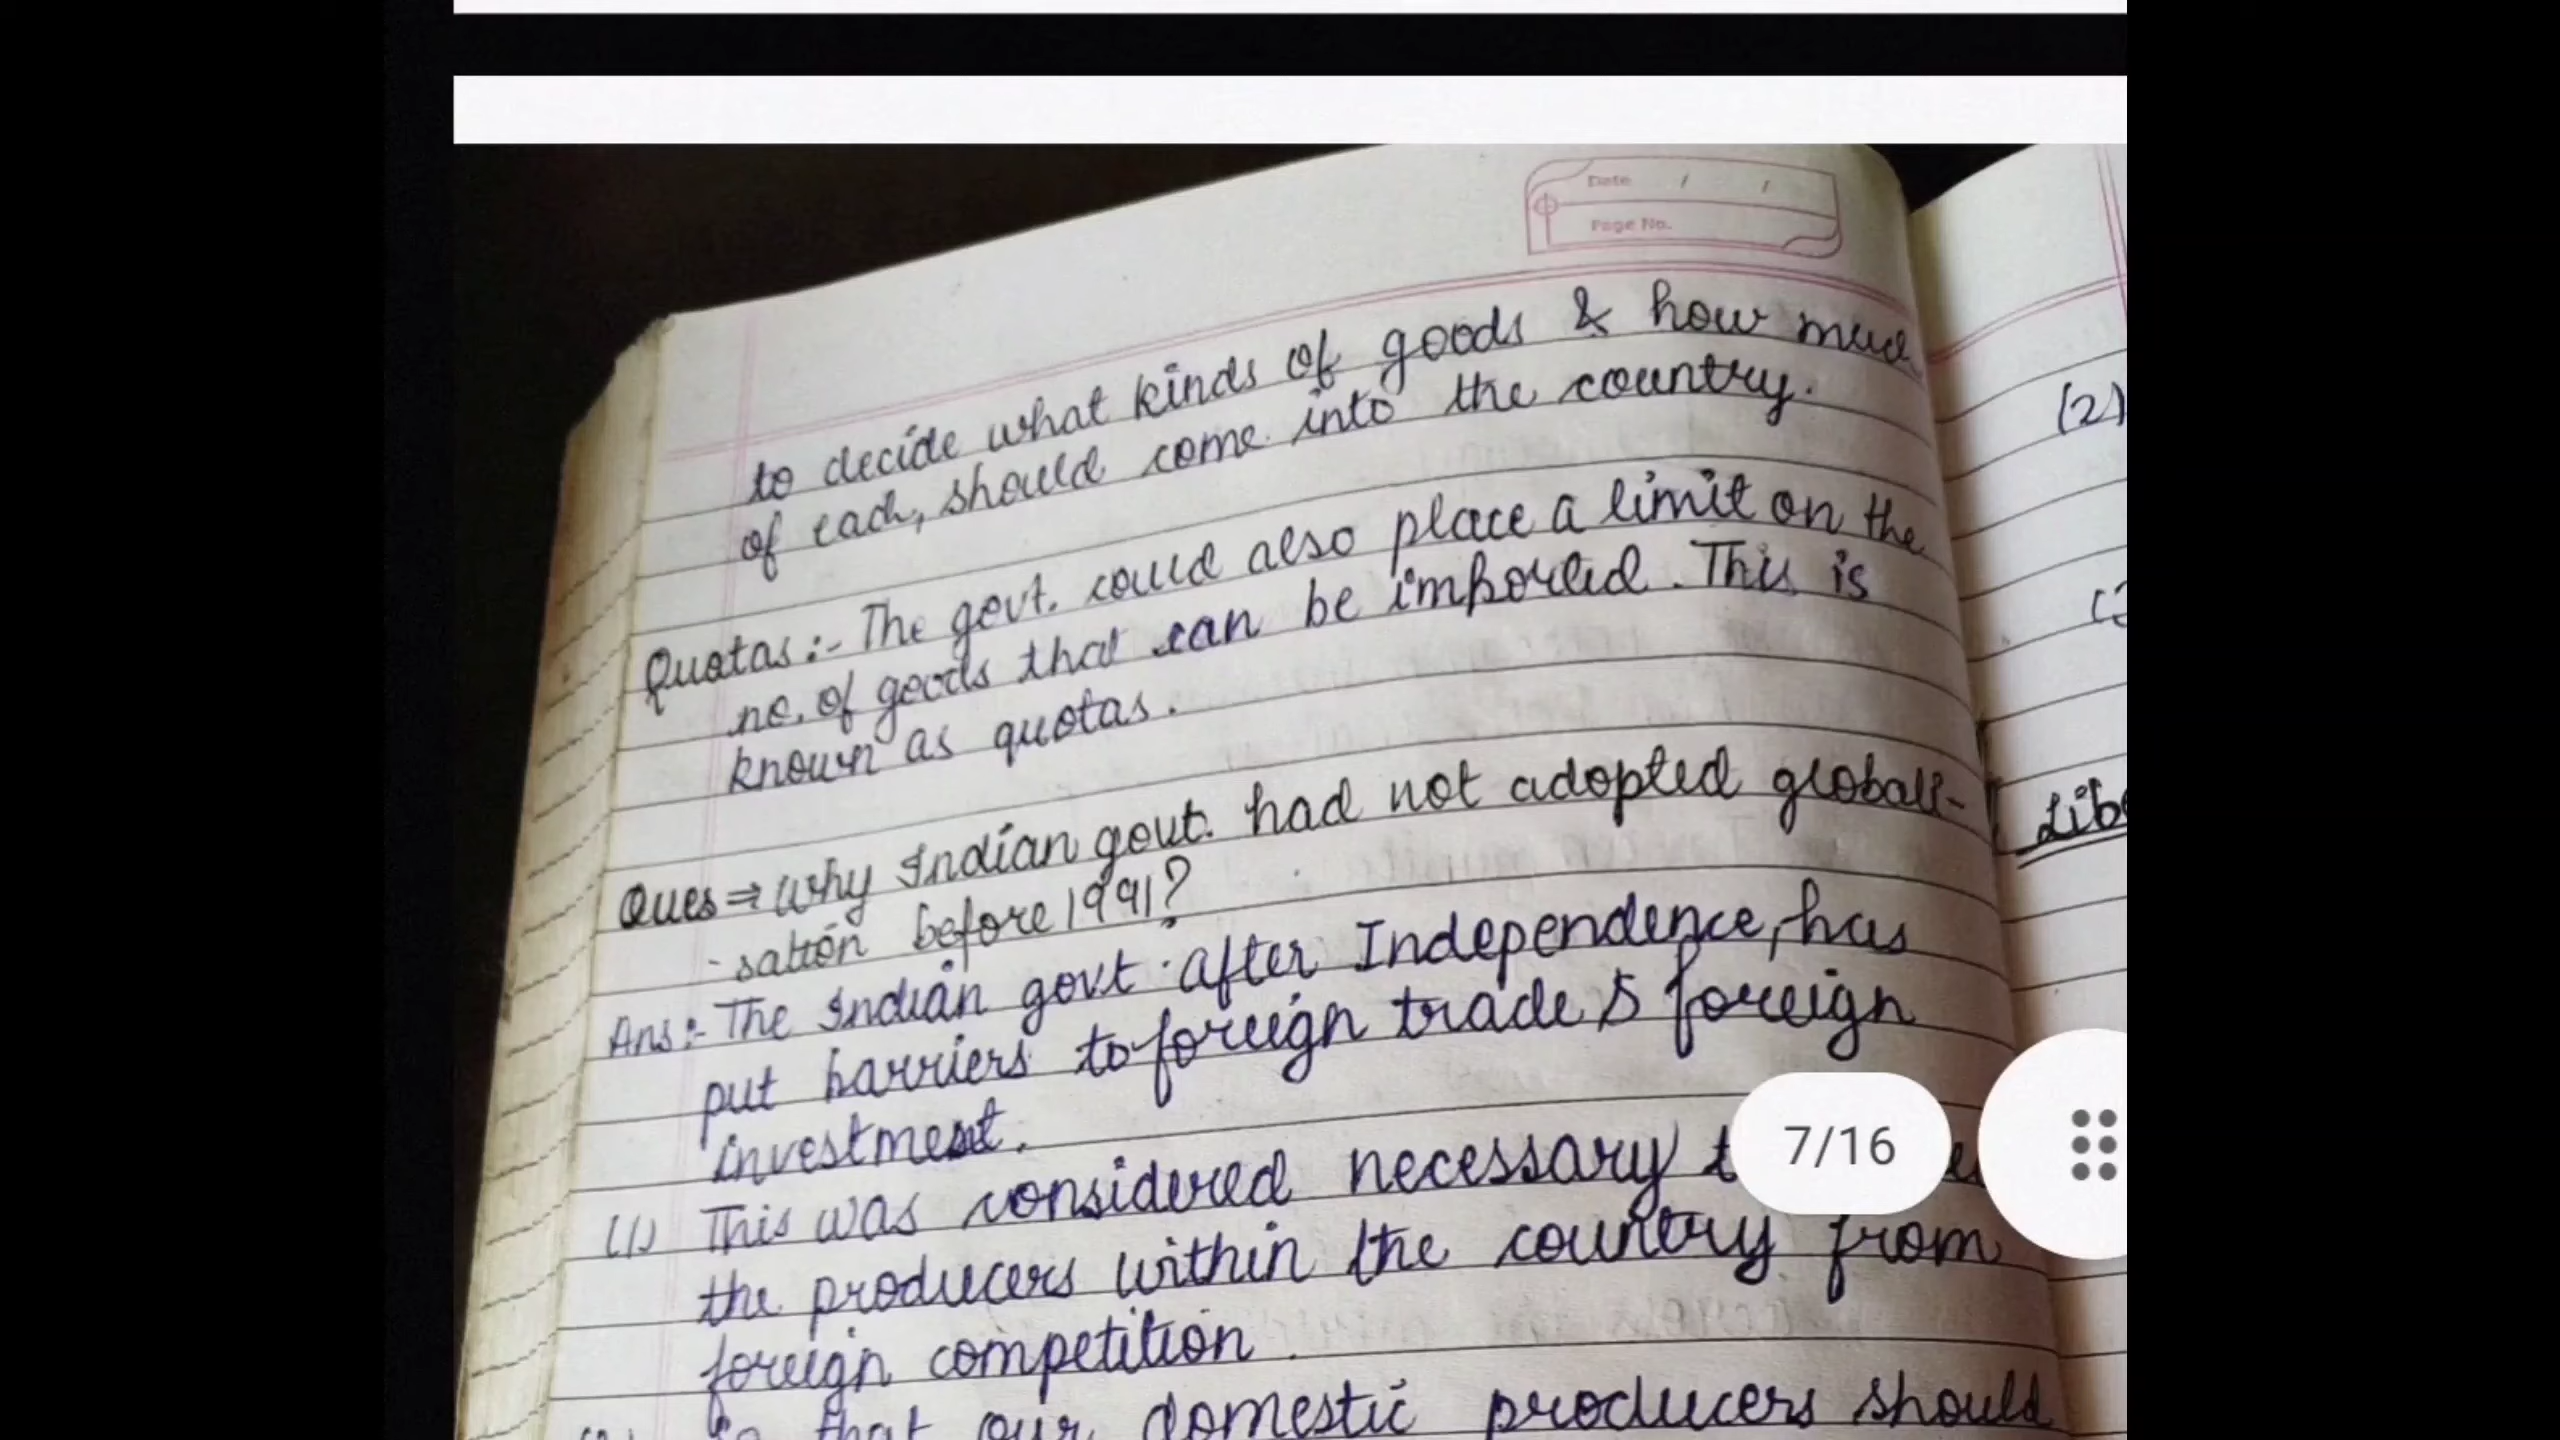 Date / /
Page No.
to decide what kinds of goods & how much
of each, should come into the country.
Quotas :- The govt. could also place a limit on the
no. of goods that can be imported. This is
known as quotas.
Ques ⇒ Why Indian govt. had not adopted globali-
-sation before 1991?
Ans :- The Indian govt. after Independence, has
put barriers to foreign trade & foreign
investment.
(1) This was considered necessary
the producers within the country from
foreign competition.
that our domestic producers should
(2)
Lib
7/16